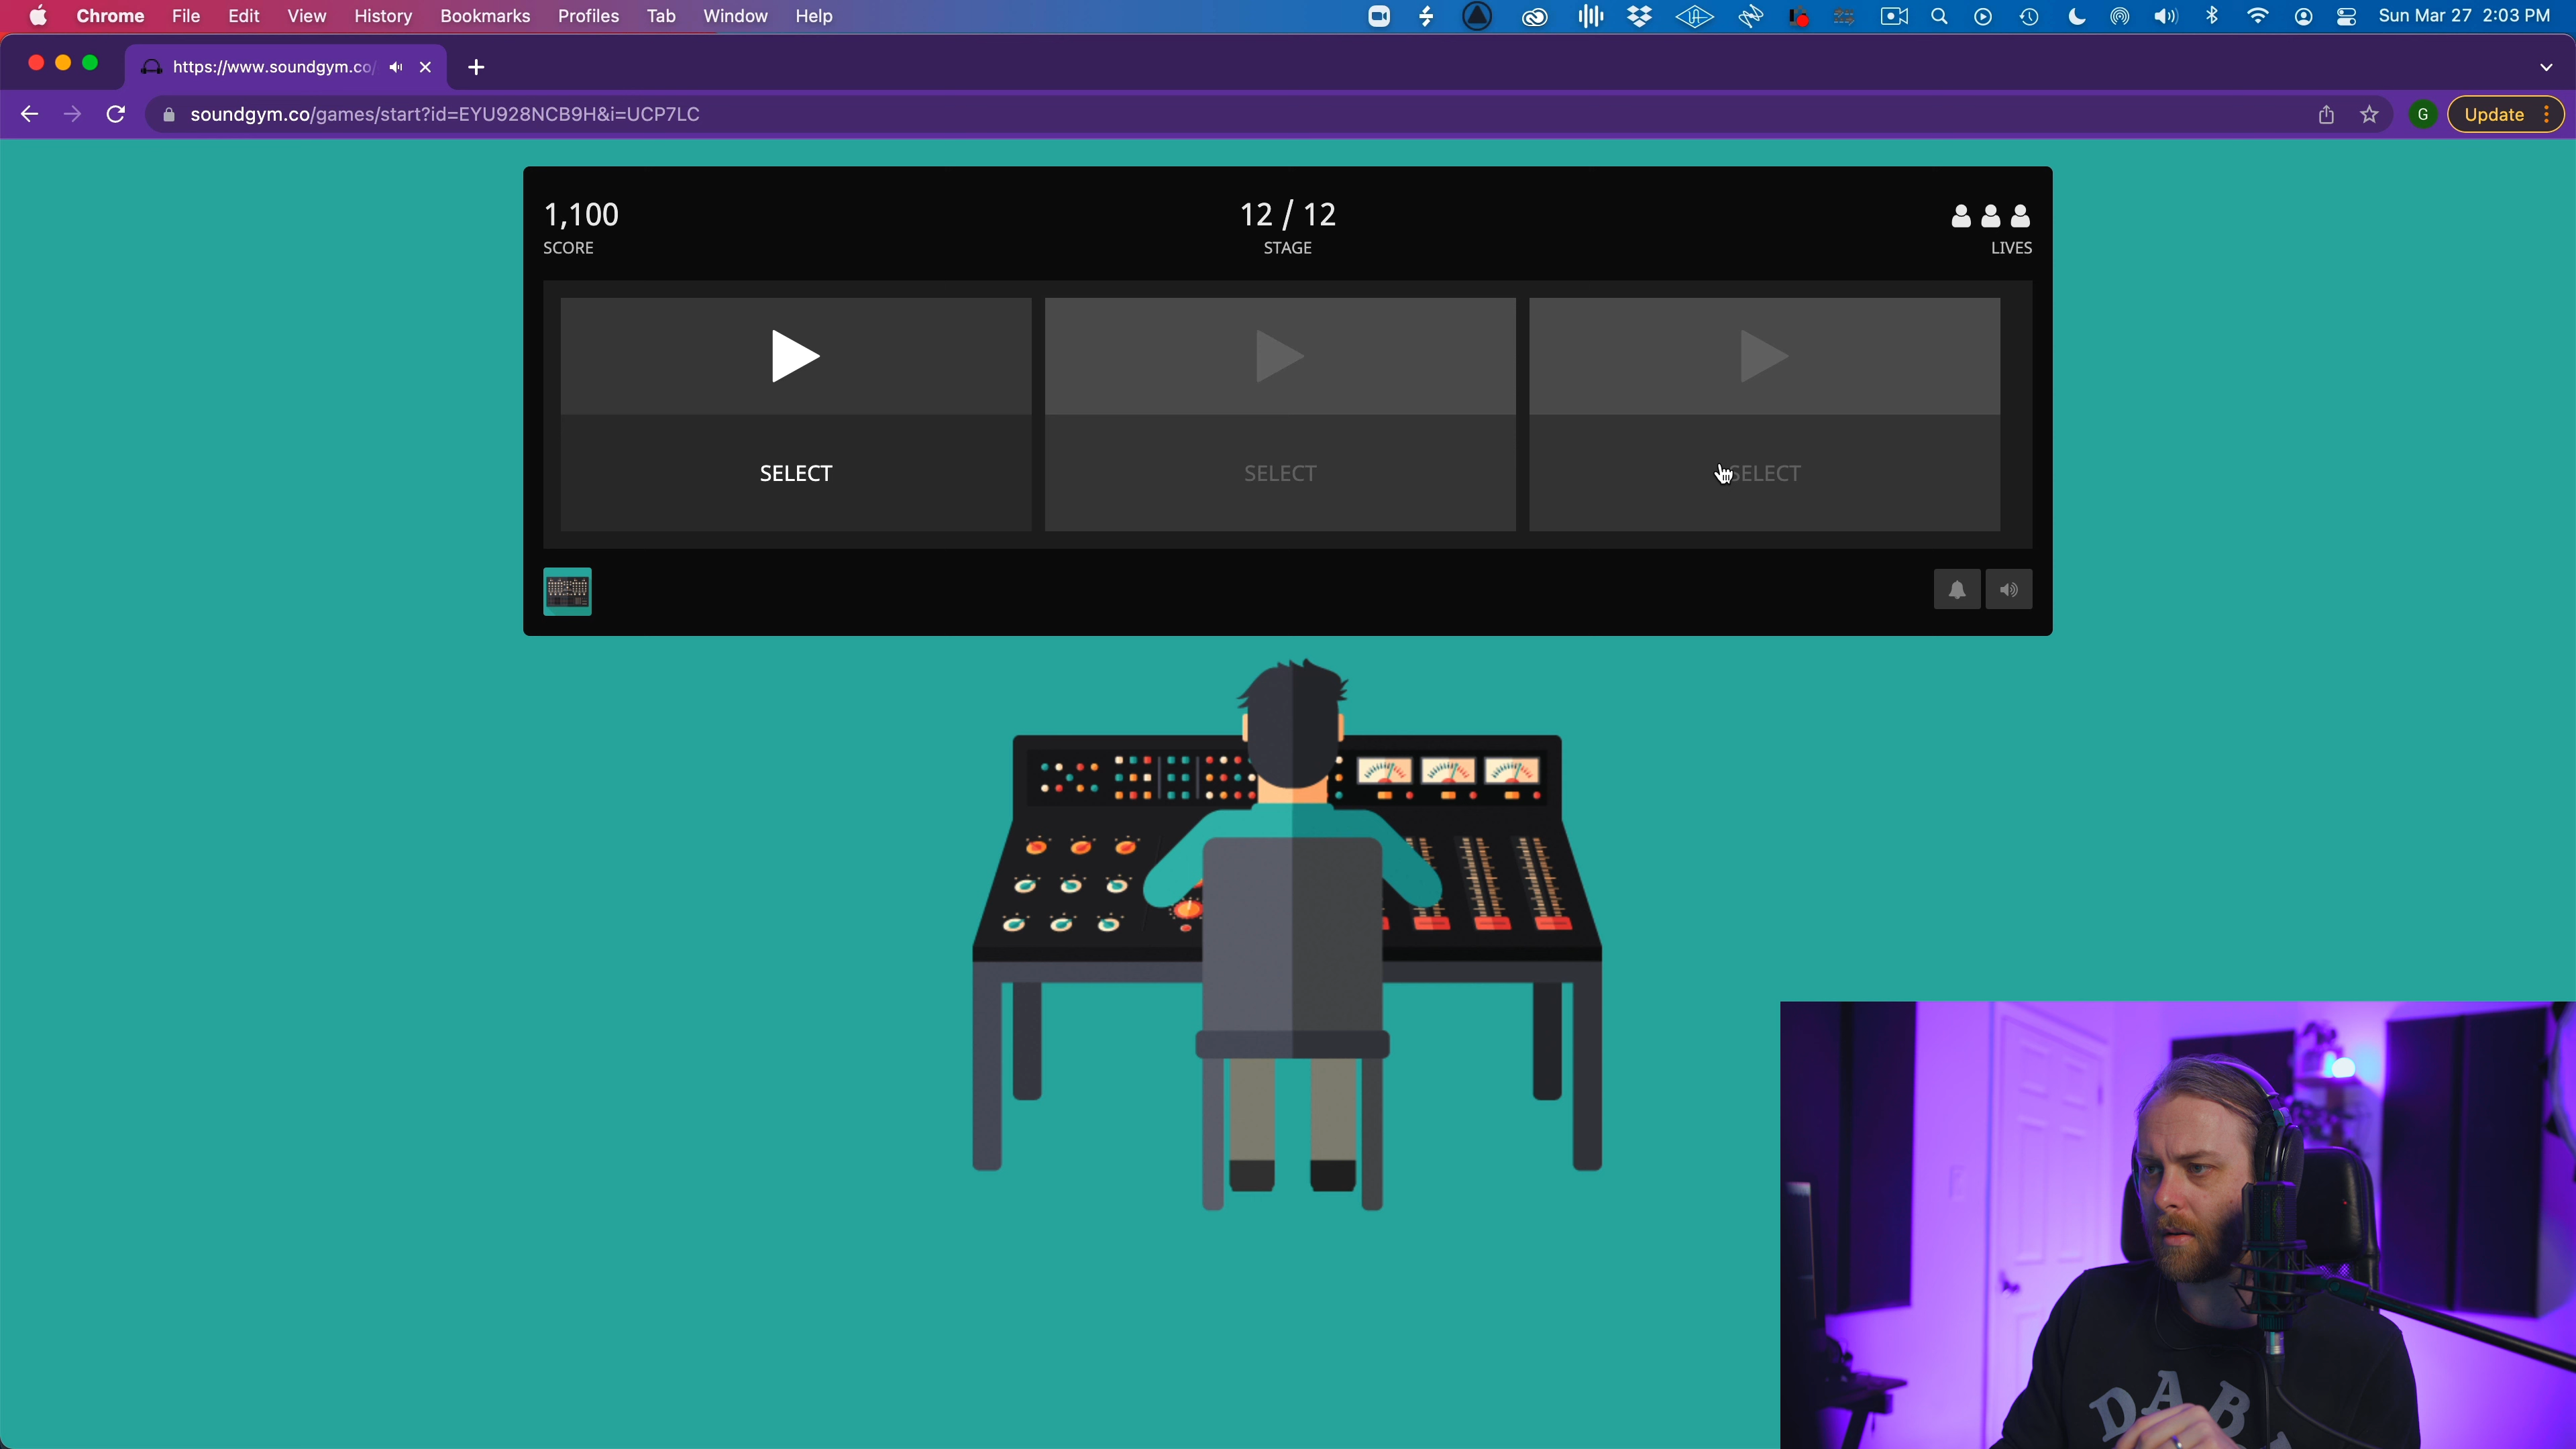 Chrome File Edit View History Bookmarks Profiles Tab Window Help Sun Mar 27 2:03 PM
https://www.soundgym.co/
soundgym.co/games/start?id=EYU928NCB9H&i=UCP7LC G Update
1,100 12 / 12
SCORE STAGE LIVES
SELECT SELECT SELECT
DAB